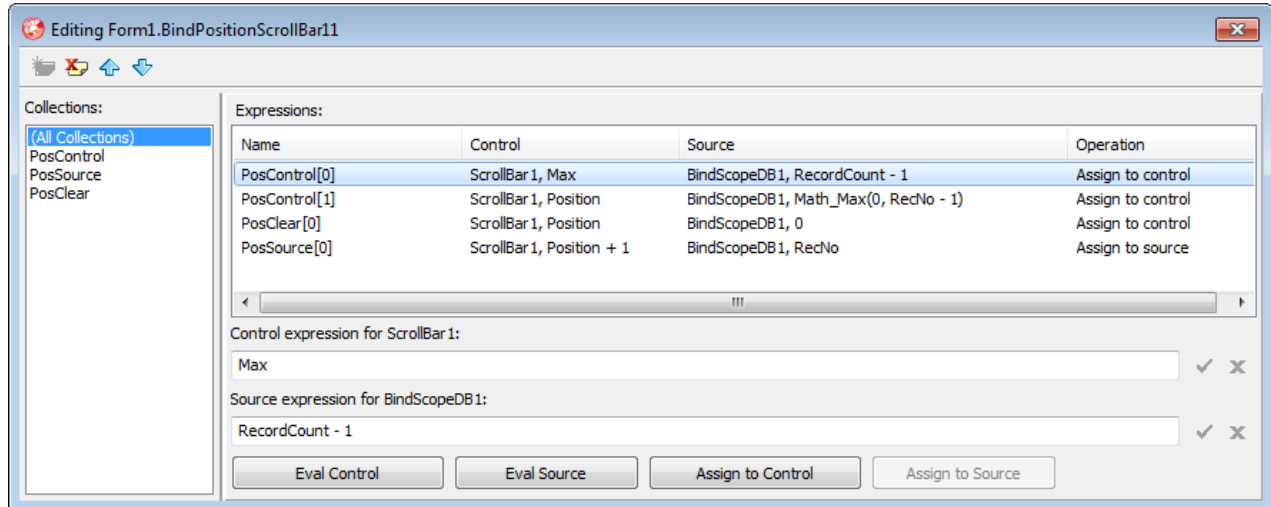 Editing Form1.BindPositionScrollBar11
Collections:
(All Collections)
PosControl
PosSource
PosClear
Expressions:
Name Control Source Operation
PosControl[0] ScrollBar1, Max BindScopeDB1, RecordCount - 1 Assign to control
PosControl[1] ScrollBar1, Position BindScopeDB1, Math_Max(0, RecNo - 1) Assign to control
PosClear[0] ScrollBar1, Position BindScopeDB1, 0 Assign to control
PosSource[0] ScrollBar1, Position + 1 BindScopeDB1, RecNo Assign to source
Control expression for ScrollBar1:
Max
Source expression for BindScopeDB1:
RecordCount - 1
Eval Control Eval Source Assign to Control Assign to Source